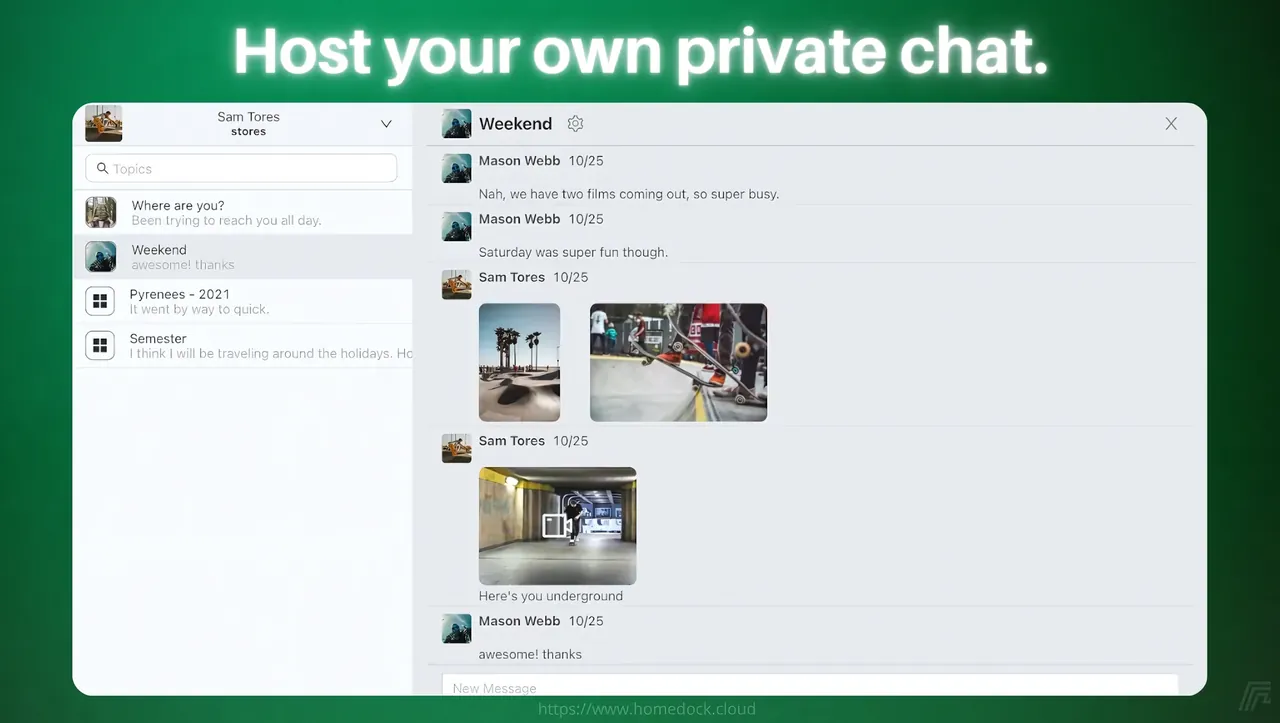 Host your own private chat.
Sam Tores
stores
Topics
Where are you?
Been trying to reach you all day.
Weekend
awesome! thanks
Pyrenees - 2021
It went by way to quick.
Semester
I think I will be traveling around the holidays. Ho
Weekend
Mason Webb 10/25
Nah, we have two films coming out, so super busy.
Mason Webb 10/25
Saturday was super fun though.
Sam Tores 10/25
Sam Tores 10/25
Here's you underground
Mason Webb 10/25
awesome! thanks
New Message
https://www.homedock.cloud